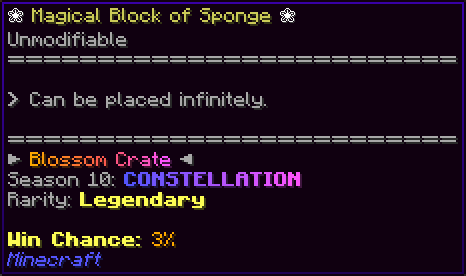 ❀ Magical Block of Sponge ❀
Unmodifiable
==============================
> Can be placed infinitely.
==============================
► Blossom Crate ◄
Season 10: CONSTELLATION
Rarity: Legendary
Win Chance: 3%
Minecraft